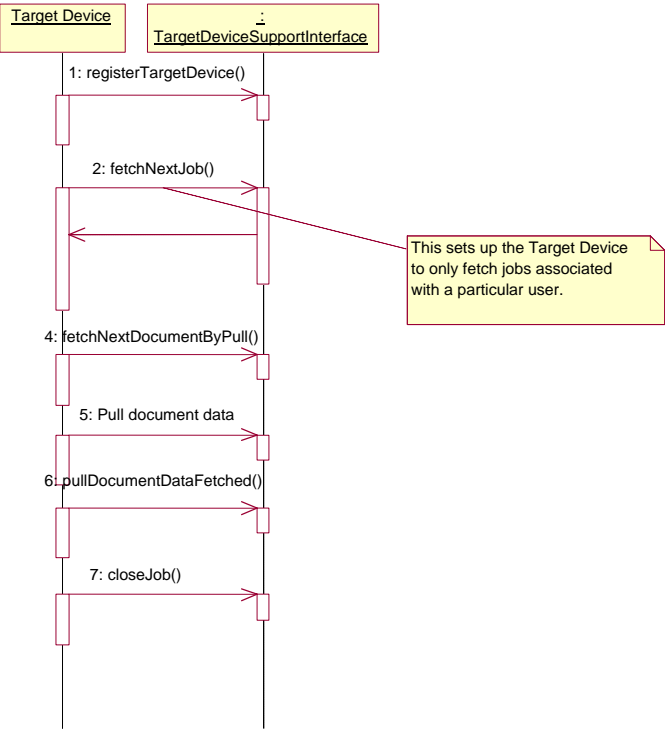 Target Device
:
TargetDeviceSupportInterface
1: registerTargetDevice()
2: fetchNextJob()
This sets up the Target Device
to only fetch jobs associated
with a particular user.
4: fetchNextDocumentByPull()
5: Pull document data
6: pullDocumentDataFetched()
7: closeJob()